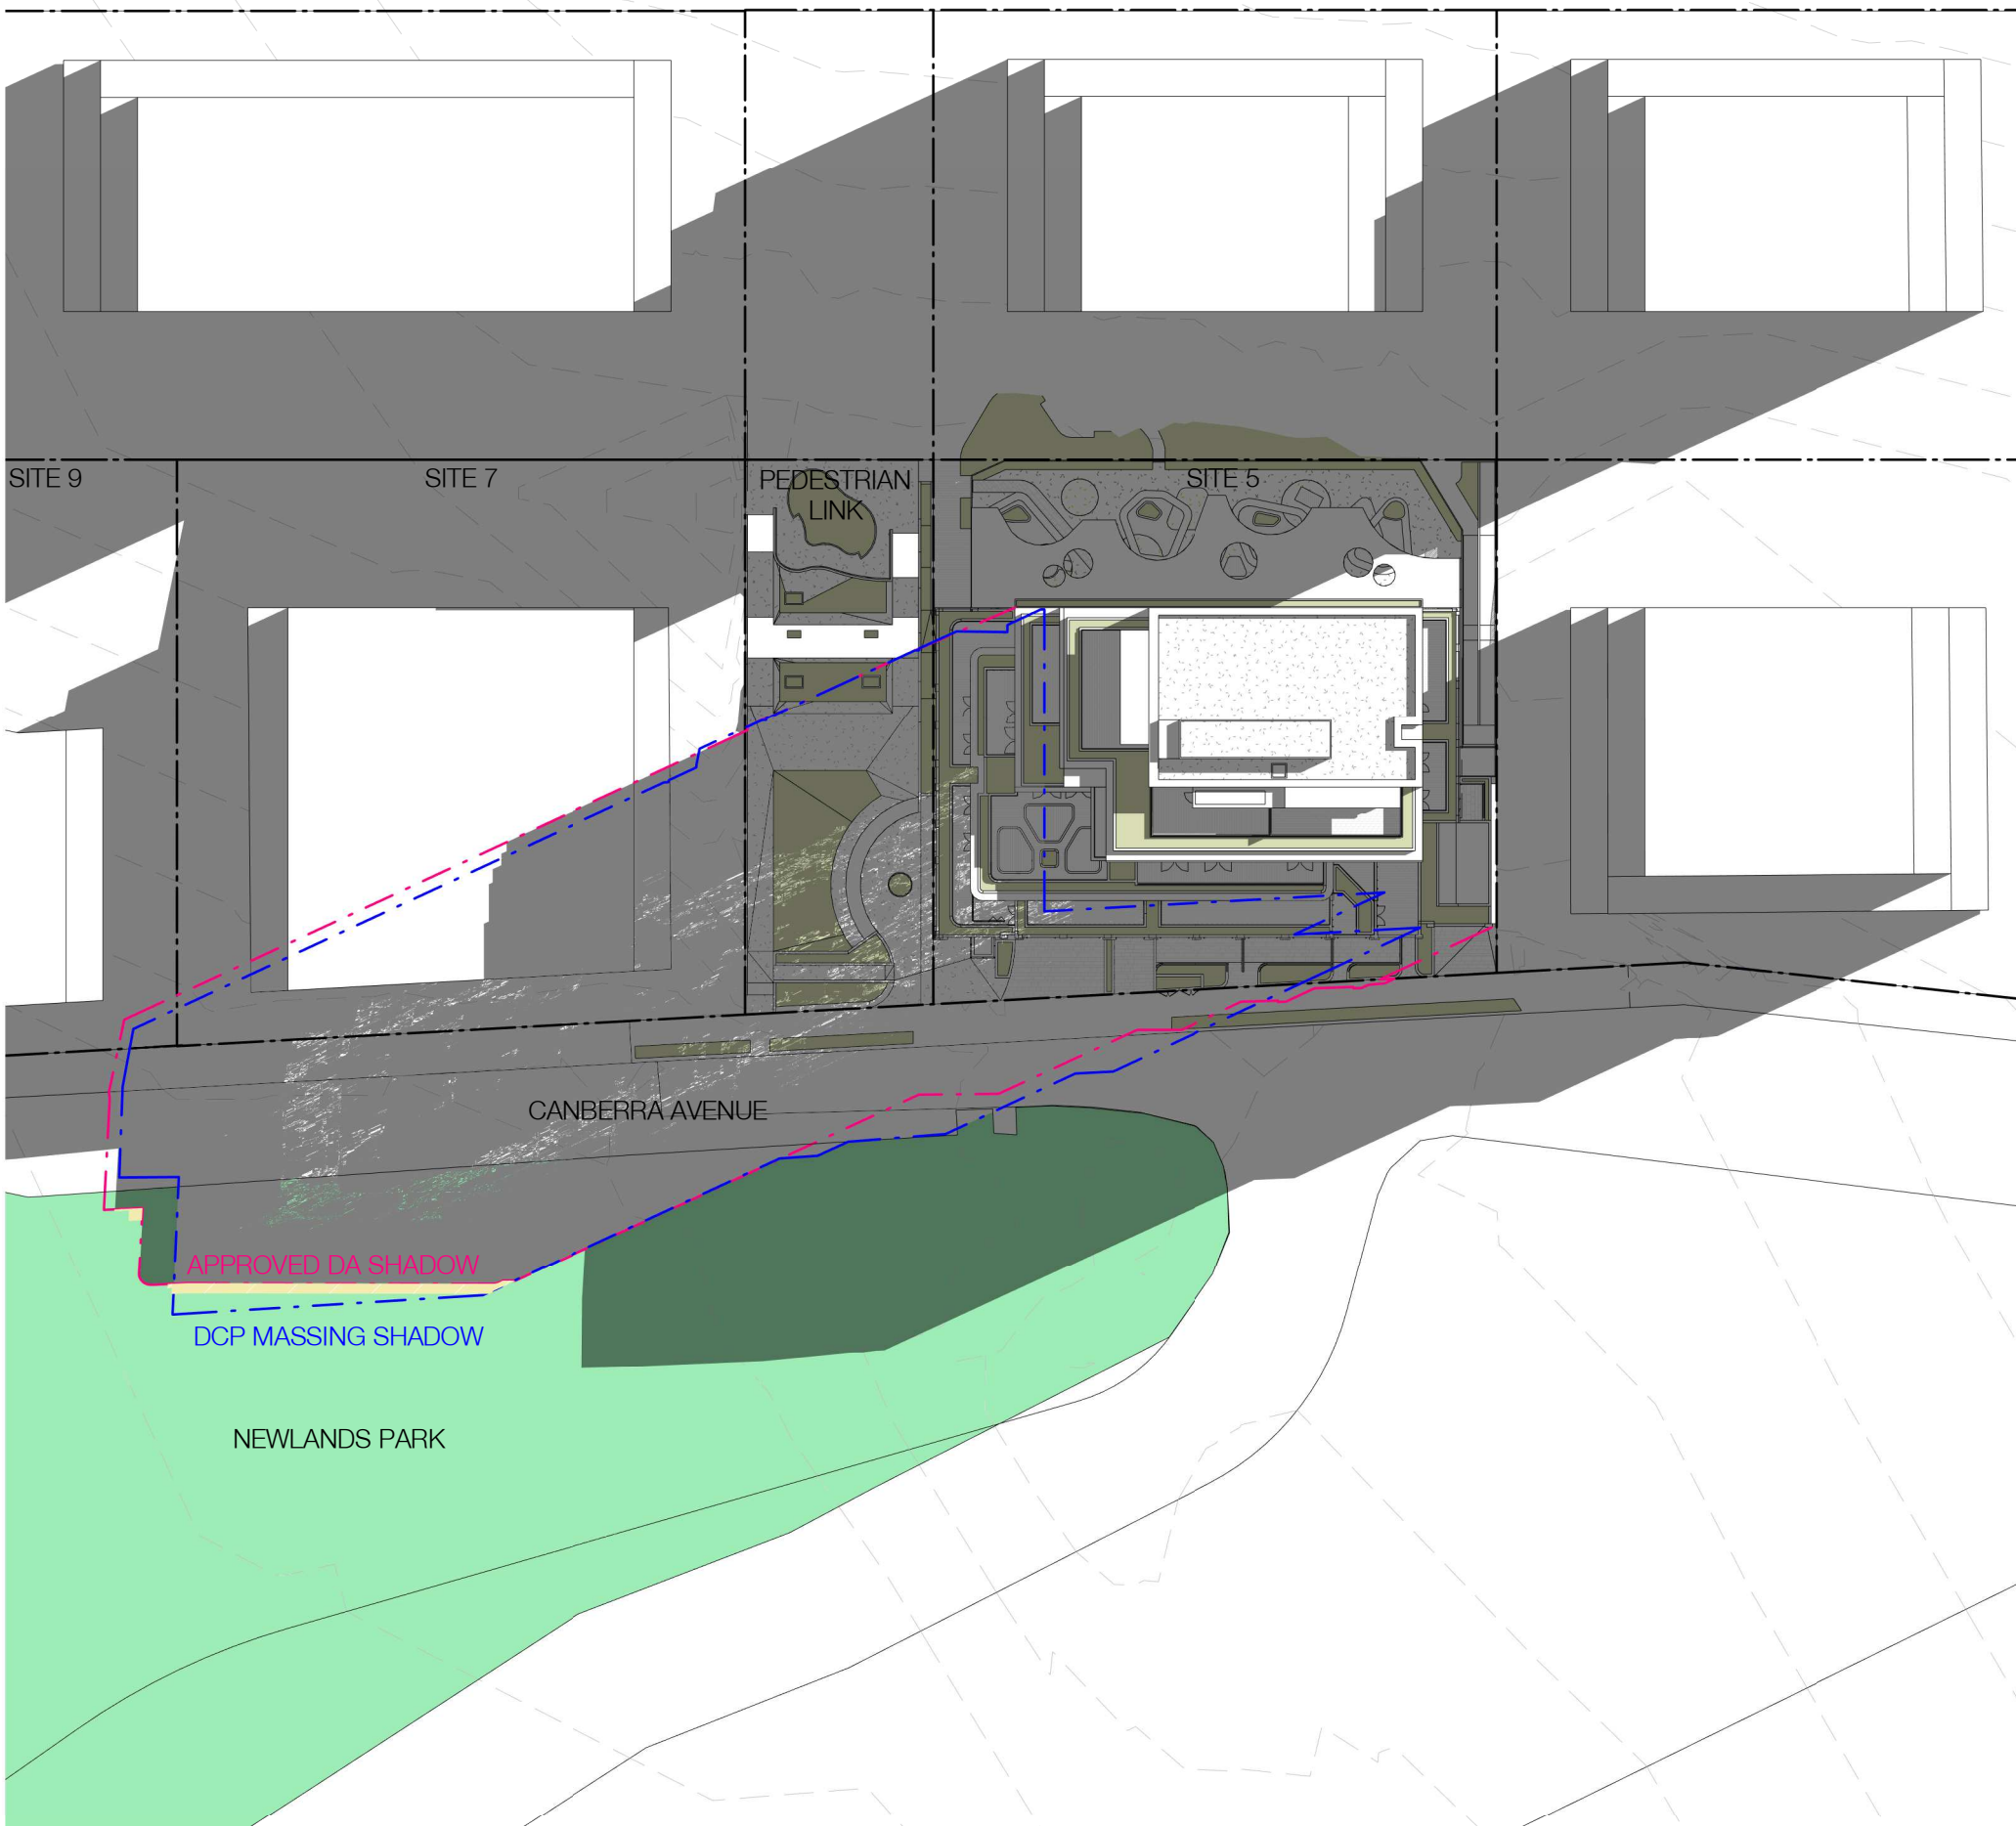 SITE 9
SITE 7
PEDESTRIAN
LINK
SITE 5
CANBERRA AVENUE
APPROVED DA SHADOW
DCP MASSING SHADOW
NEWLANDS PARK